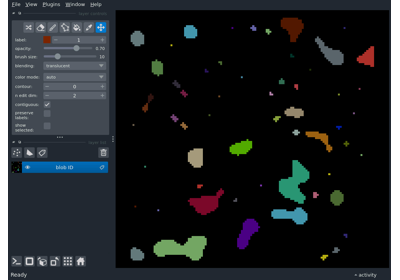 File View Plugins Window Help
label: 1
opacity: 0.70
brush size: 10
blending: translucent
color mode: auto
contour: 0
n edit dim: 2
contiguous:
preserve
labels:
show
selected:
blob ID
Ready
activity